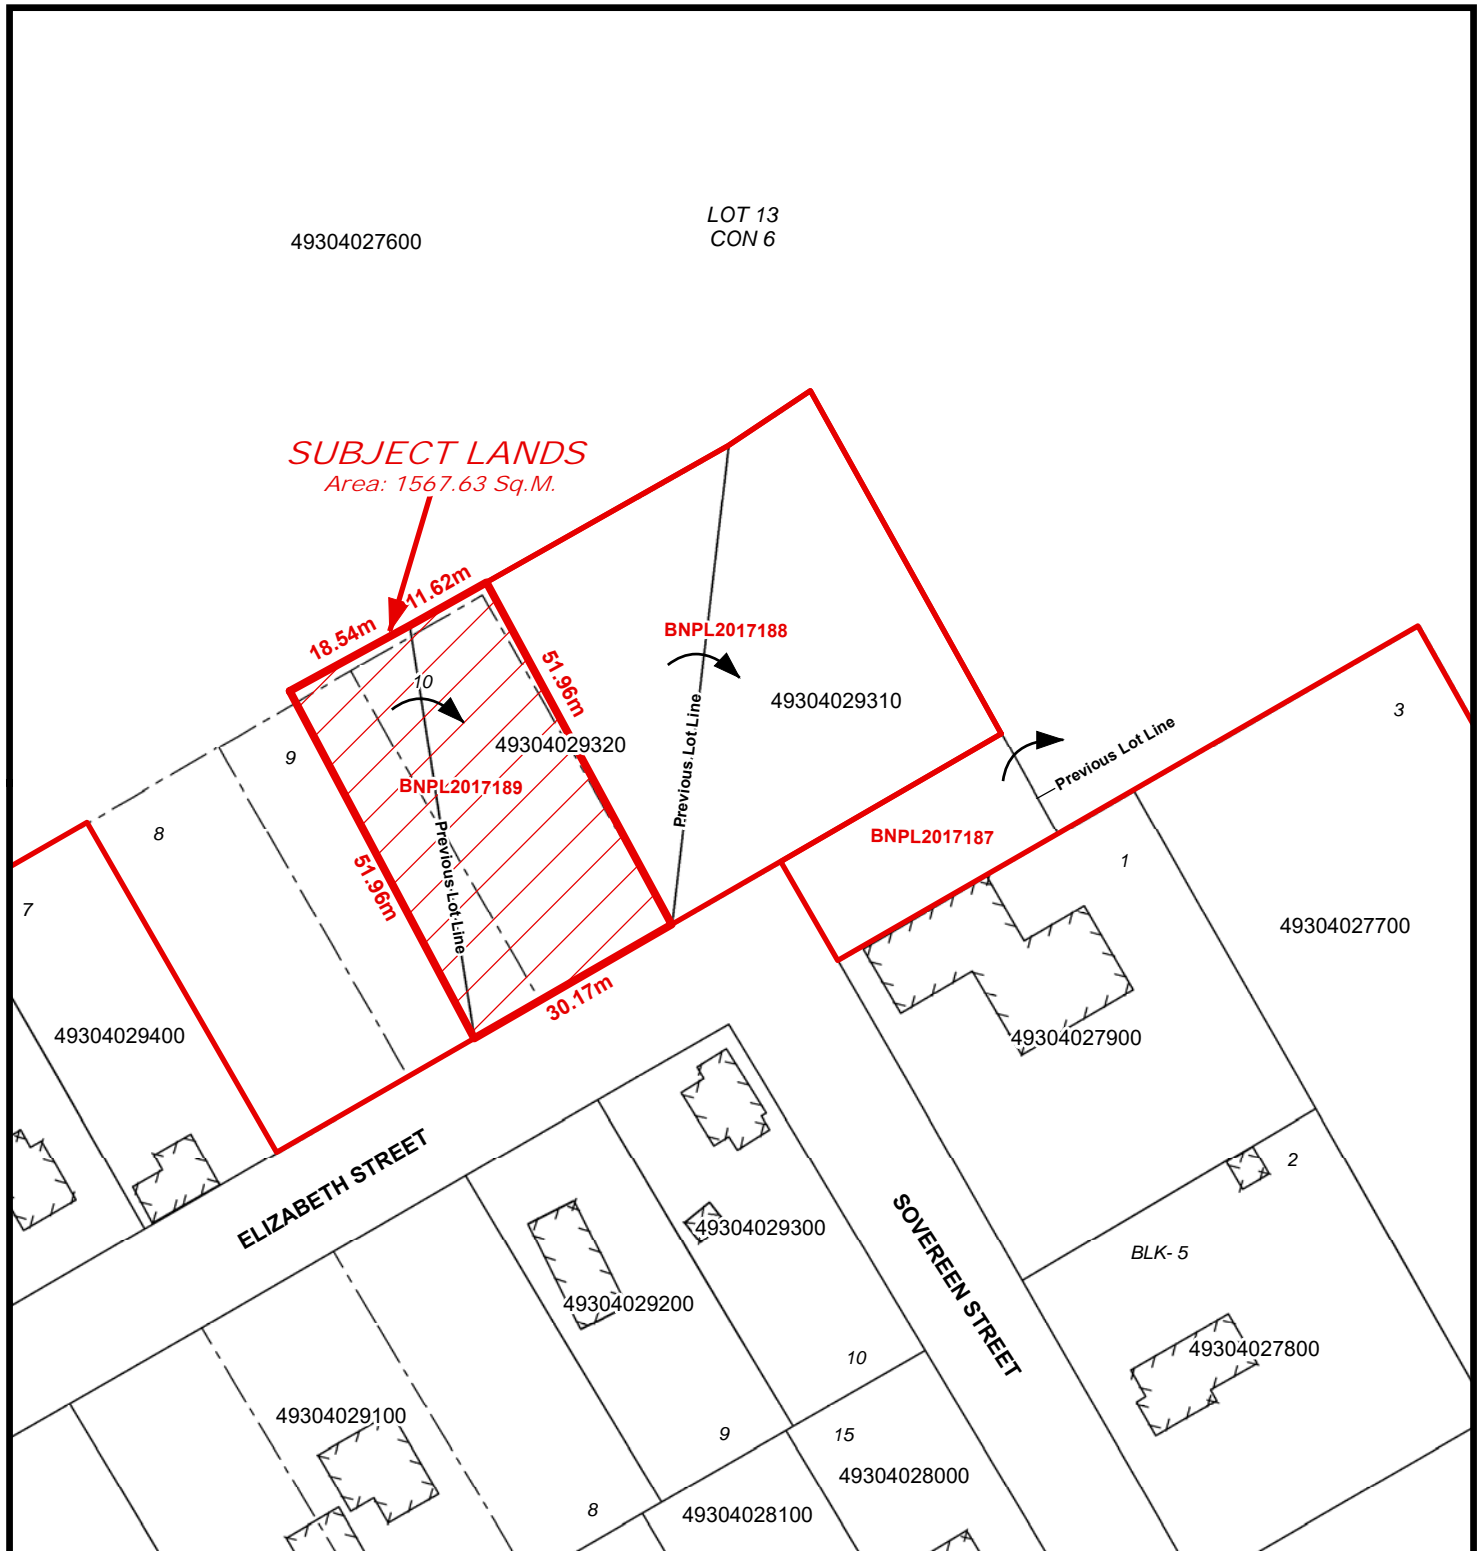 LOT 13
CON 6
49304027600
SUBJECT LANDS
Area: 1567.63 Sq.M.
11.62m
18.54m
BNPL2017188
51.96m
10
49304029310
3
Previous Lot Line
49304029320
9
Previous Lot Line
BNPL2017189
8
BNPL2017187
1
Previous Lot Line
51.96m
7
49304027700
30.17m
49304029400
49304027900
ELIZABETH STREET
2
SOVEREEN STREET
49304029300
BLK- 5
49304029200
49304027800
10
49304029100
9
15
49304028000
8
49304028100